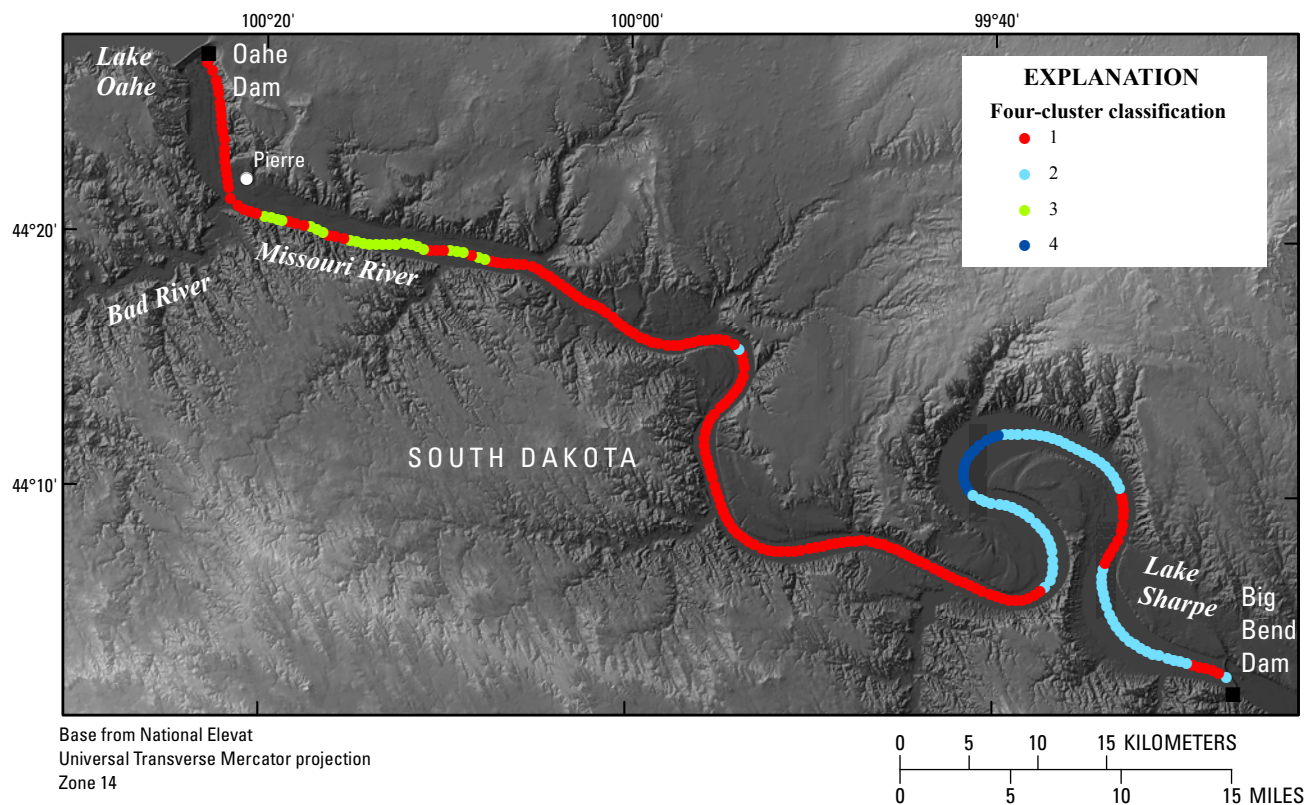 100°20'
100°00'
99°40'
Lake
Oahe
Oahe
Dam
EXPLANATION
Four-cluster classification
1
2
3
4
Pierre
44°20'
Missouri River
Bad River
SOUTH DAKOTA
44°10'
Lake
Sharpe
Big
Bend
Dam
Base from National Elevat
Universal Transverse Mercator projection
Zone 14
0 5 10 15 KILOMETERS
0 5 10 15 MILES